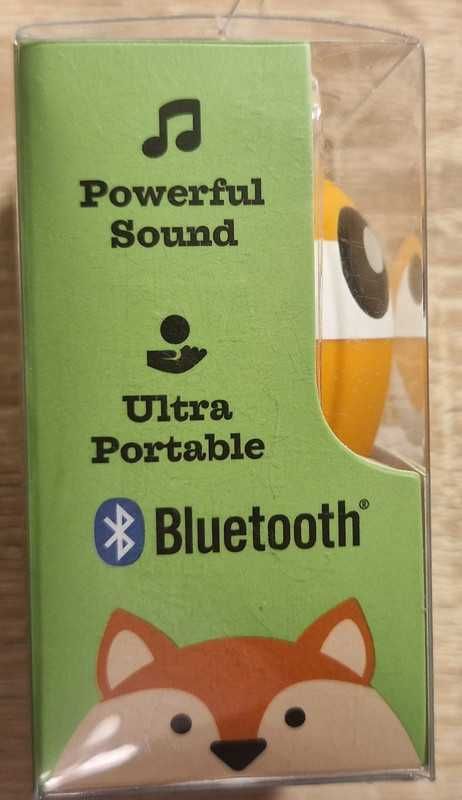 Powerful
Sound
Ultra
Portable
Bluetooth®